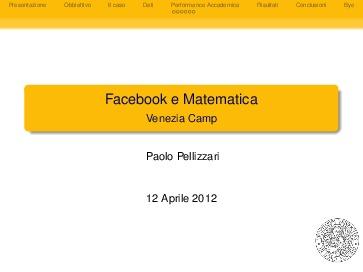 Presentazione Obbiettivo Il caso Dati Performance Accademica Risultati Conclusioni Bye
Facebook e Matematica
Venezia Camp
Paolo Pellizzari
12 Aprile 2012